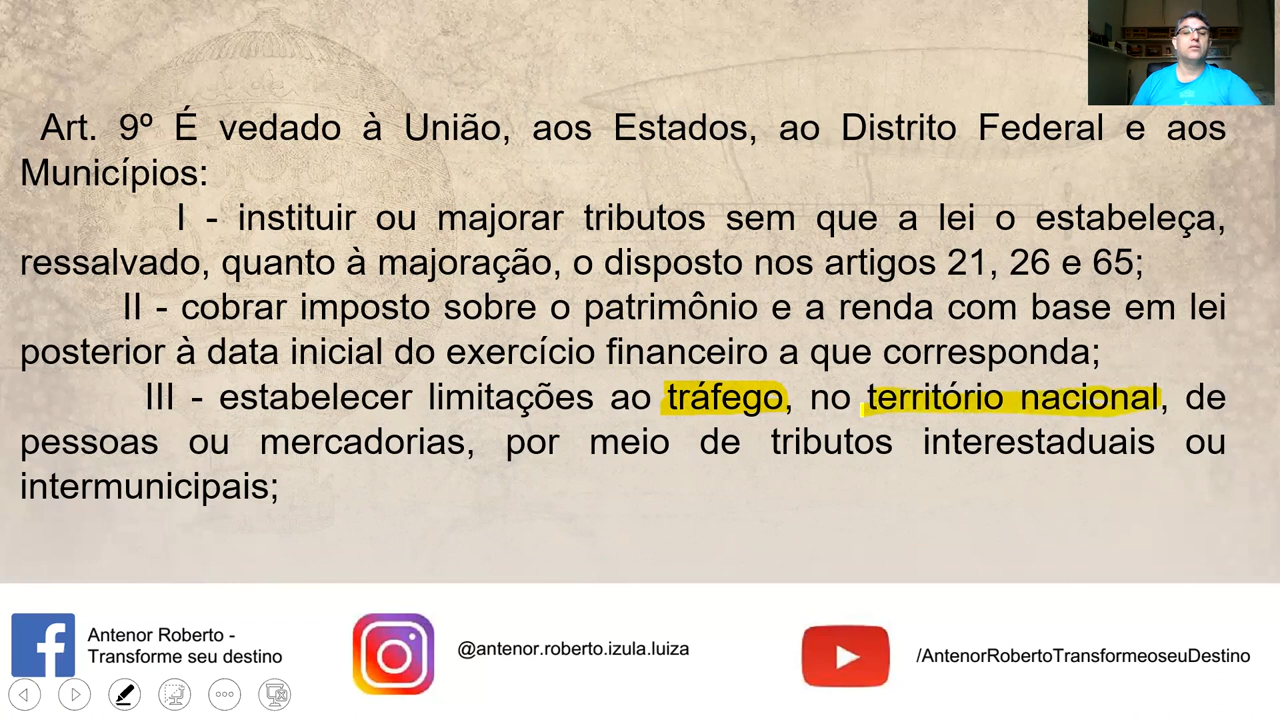 Art. 9º É vedado à União, aos Estados, ao Distrito Federal e aos
Municípios:
I - instituir ou majorar tributos sem que a lei o estabeleça,
ressalvado, quanto à majoração, o disposto nos artigos 21, 26 e 65;
II - cobrar imposto sobre o patrimônio e a renda com base em lei
posterior à data inicial do exercício financeiro a que corresponda;
III - estabelecer limitações ao tráfego, no território nacional, de
pessoas ou mercadorias, por meio de tributos interestaduais ou
intermunicipais;
Antenor Roberto -
Transforme seu destino
@antenor.roberto.izula.luiza
/AntenorRobertoTransformeoseuDestino